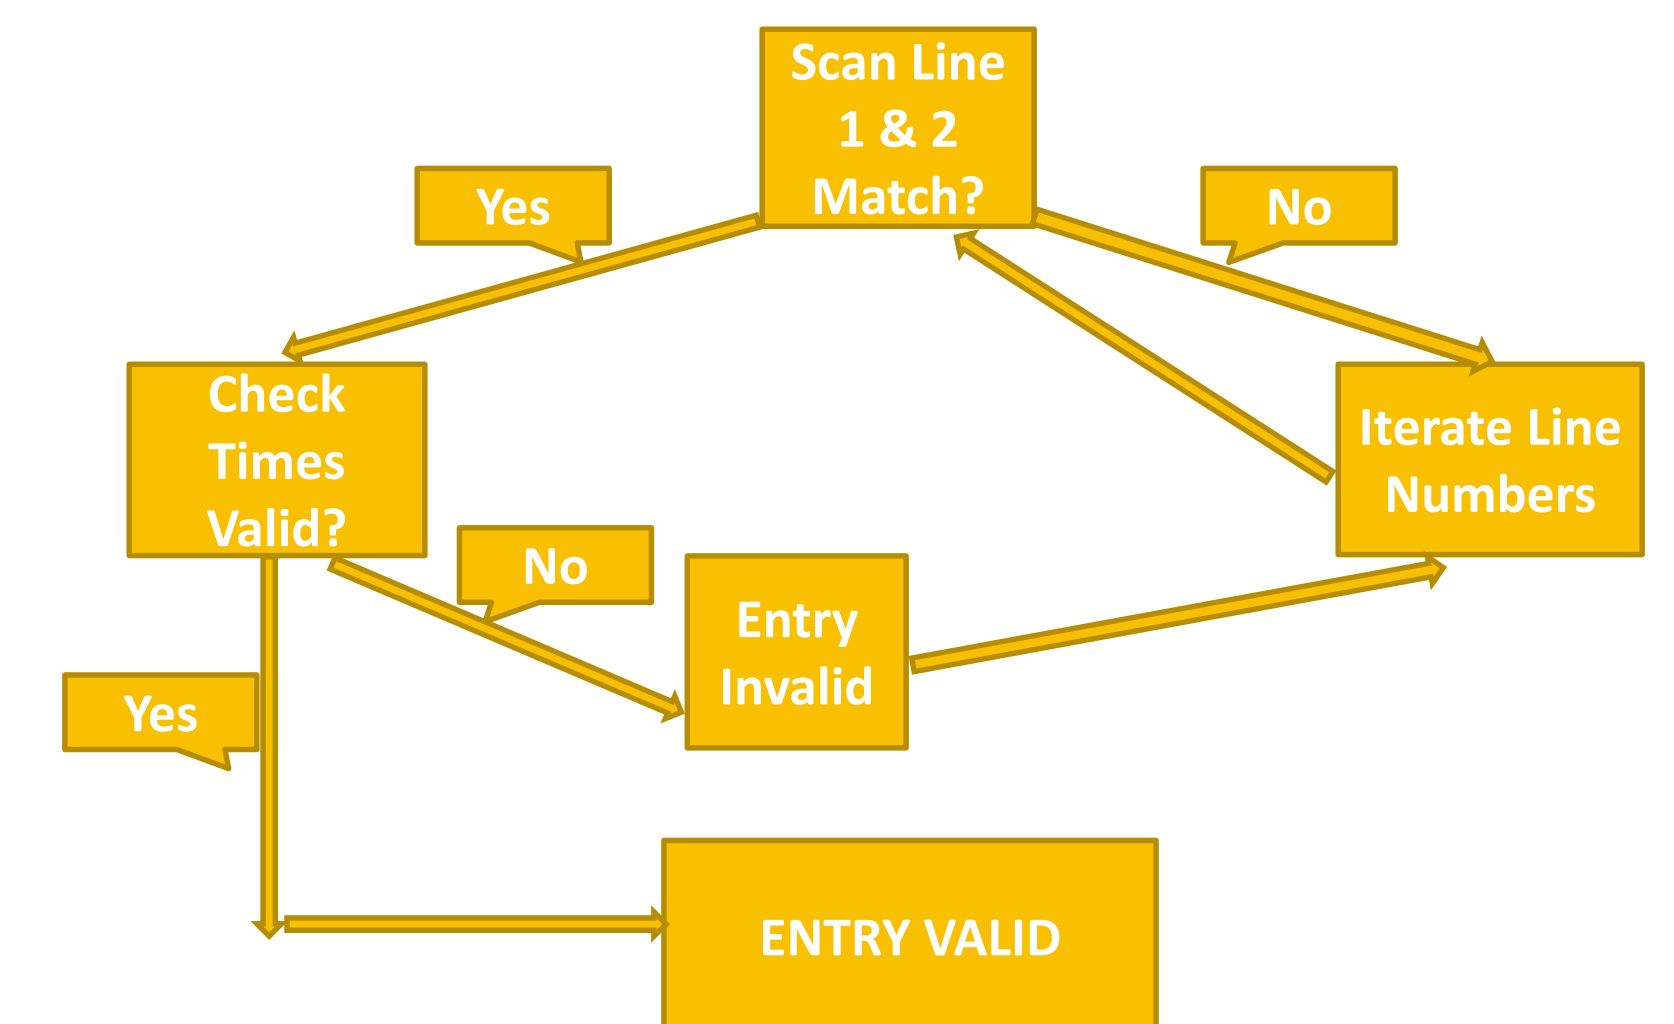 Scan Line
1 & 2
Match?
Yes
No
Check
Times
Valid?
Iterate Line
Numbers
No
Entry
Invalid
Yes
ENTRY VALID